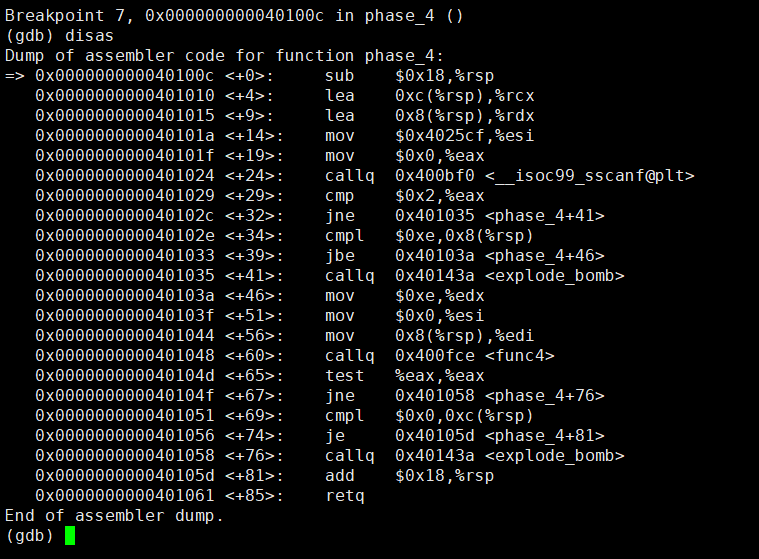 Breakpoint 7, 0x000000000040100c in phase_4 ()
(gdb) disas
Dump of assembler code for function phase_4:
=> 0x000000000040100c <+0>:     sub    $0x18,%rsp
   0x0000000000401010 <+4>:     lea    0xc(%rsp),%rcx
   0x0000000000401015 <+9>:     lea    0x8(%rsp),%rdx
   0x000000000040101a <+14>:    mov    $0x4025cf,%esi
   0x000000000040101f <+19>:    mov    $0x0,%eax
   0x0000000000401024 <+24>:    callq  0x400bf0 <__isoc99_sscanf@plt>
   0x0000000000401029 <+29>:    cmp    $0x2,%eax
   0x000000000040102c <+32>:    jne    0x401035 <phase_4+41>
   0x000000000040102e <+34>:    cmpl   $0xe,0x8(%rsp)
   0x0000000000401033 <+39>:    jbe    0x40103a <phase_4+46>
   0x0000000000401035 <+41>:    callq  0x40143a <explode_bomb>
   0x000000000040103a <+46>:    mov    $0xe,%edx
   0x000000000040103f <+51>:    mov    $0x0,%esi
   0x0000000000401044 <+56>:    mov    0x8(%rsp),%edi
   0x0000000000401048 <+60>:    callq  0x400fce <func4>
   0x000000000040104d <+65>:    test   %eax,%eax
   0x000000000040104f <+67>:    jne    0x401058 <phase_4+76>
   0x0000000000401051 <+69>:    cmpl   $0x0,0xc(%rsp)
   0x0000000000401056 <+74>:    je     0x40105d <phase_4+81>
   0x0000000000401058 <+76>:    callq  0x40143a <explode_bomb>
   0x000000000040105d <+81>:    add    $0x18,%rsp
   0x0000000000401061 <+85>:    retq
End of assembler dump.
(gdb)